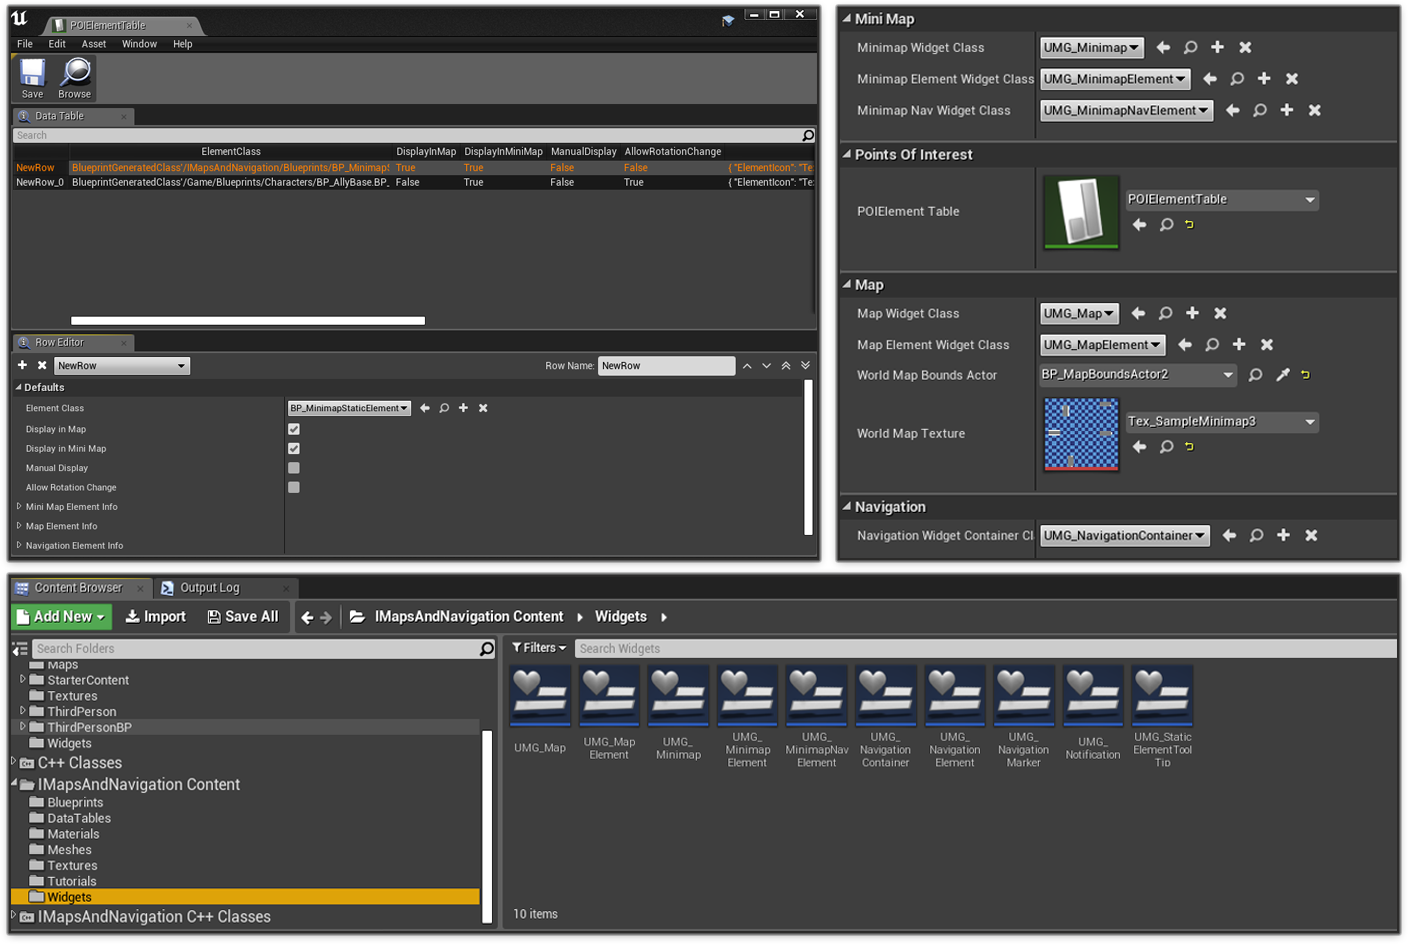 POIElementTable
File Edit Asset Window Help
Save Browse
Data Table
Search
ElementClass DisplayInMap DisplayInMiniMap ManualDisplay AllowRotationChange
NewRow BlueprintGeneratedClass'/IMapsAndNavigation/Blueprints/BP_MinimapS True True False False { "ElementIcon": "Te
NewRow_0 BlueprintGeneratedClass'/Game/Blueprints/Characters/BP_AllyBase.BP_ False True False True { "ElementIcon": "Te
Row Editor
NewRow Row Name: NewRow
Defaults
Element Class BP_MinimapStaticElement
Display in Map
Display in Mini Map
Manual Display
Allow Rotation Change
Mini Map Element Info
Map Element Info
Navigation Element Info
Mini Map
Minimap Widget Class UMG_Minimap
Minimap Element Widget Class UMG_MinimapElement
Minimap Nav Widget Class UMG_MinimapNavElement
Points Of Interest
POIElement Table POIElementTable
Map
Map Widget Class UMG_Map
Map Element Widget Class UMG_MapElement
World Map Bounds Actor BP_MapBoundsActor2
World Map Texture Tex_SampleMinimap3
Navigation
Navigation Widget Container Cl UMG_NavigationContainer
Content Browser Output Log
Add New Import Save All IMapsAndNavigation Content Widgets
Search Folders
Maps
StarterContent
Textures
ThirdPerson
ThirdPersonBP
Widgets
C++ Classes
IMapsAndNavigation Content
Blueprints
DataTables
Materials
Meshes
Textures
Tutorials
Widgets
IMapsAndNavigation C++ Classes
Filters Search Widgets
UMG_Map
UMG_Map
Element
UMG_
Minimap
UMG_
Minimap
Element
UMG_
MinimapNav
Element
UMG_
Navigation
Container
UMG_
Navigation
Element
UMG_
Navigation
Marker
UMG_
Notification
UMG_Static
ElementTool
Tip
10 items